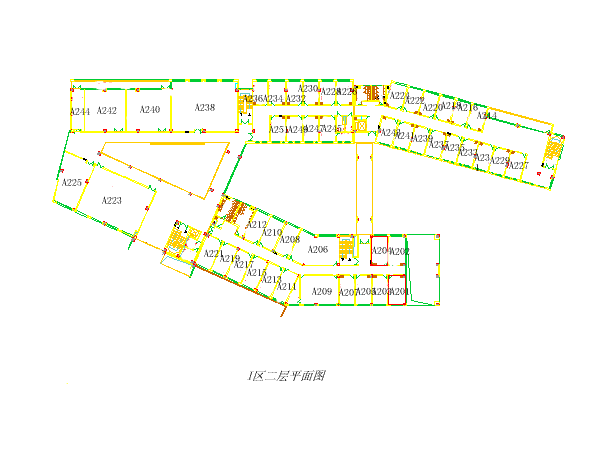 A244 A242 A240 A238 A236 A234 A232 A230 A228
A224 A222 A220 A218 A216 A214
A251 A249 A247 A245
A243 A241 A239 A237 A235 A233 A231 A229 A227
A225 A223
A212 A210 A208 A206 A204 A202
A221 A219 A217 A215 A213 A211 A209 A207 A205 A203 A201
I区二层平面图